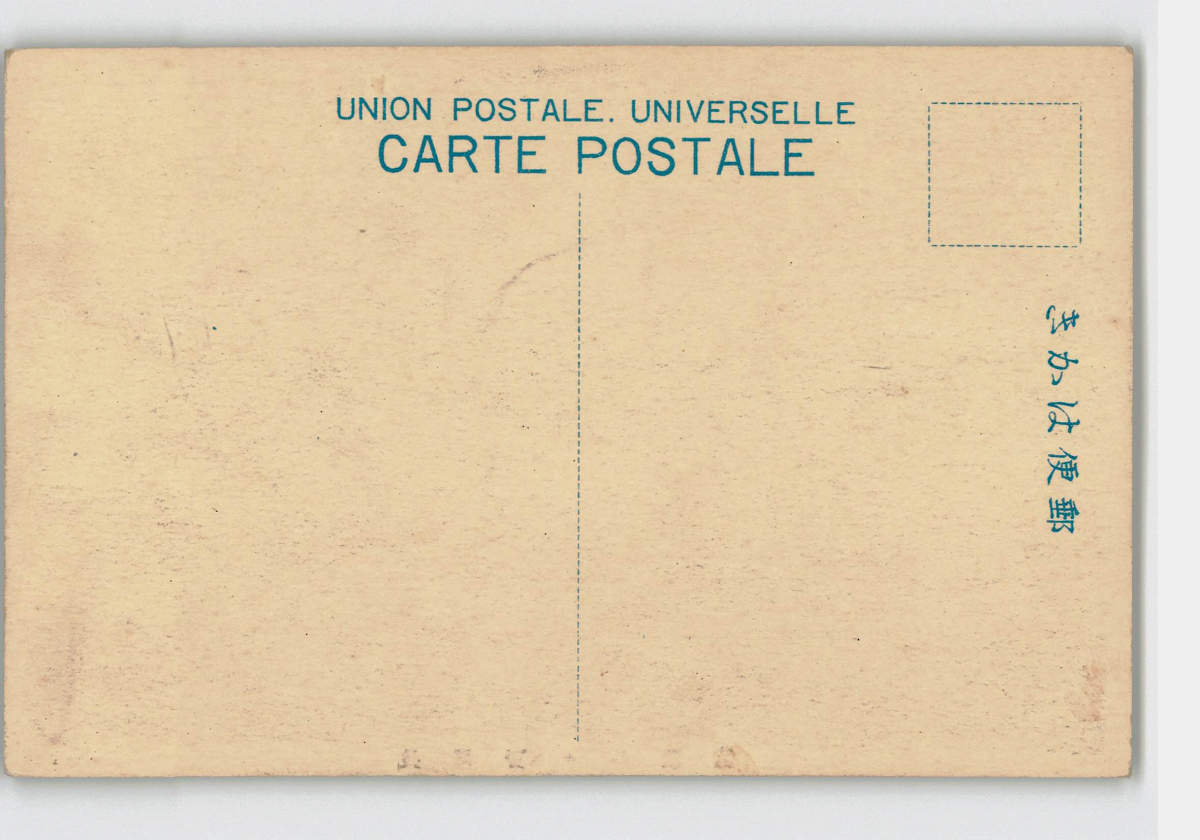 UNION POSTALE. UNIVERSELLE
CARTE POSTALE
郵便はかき